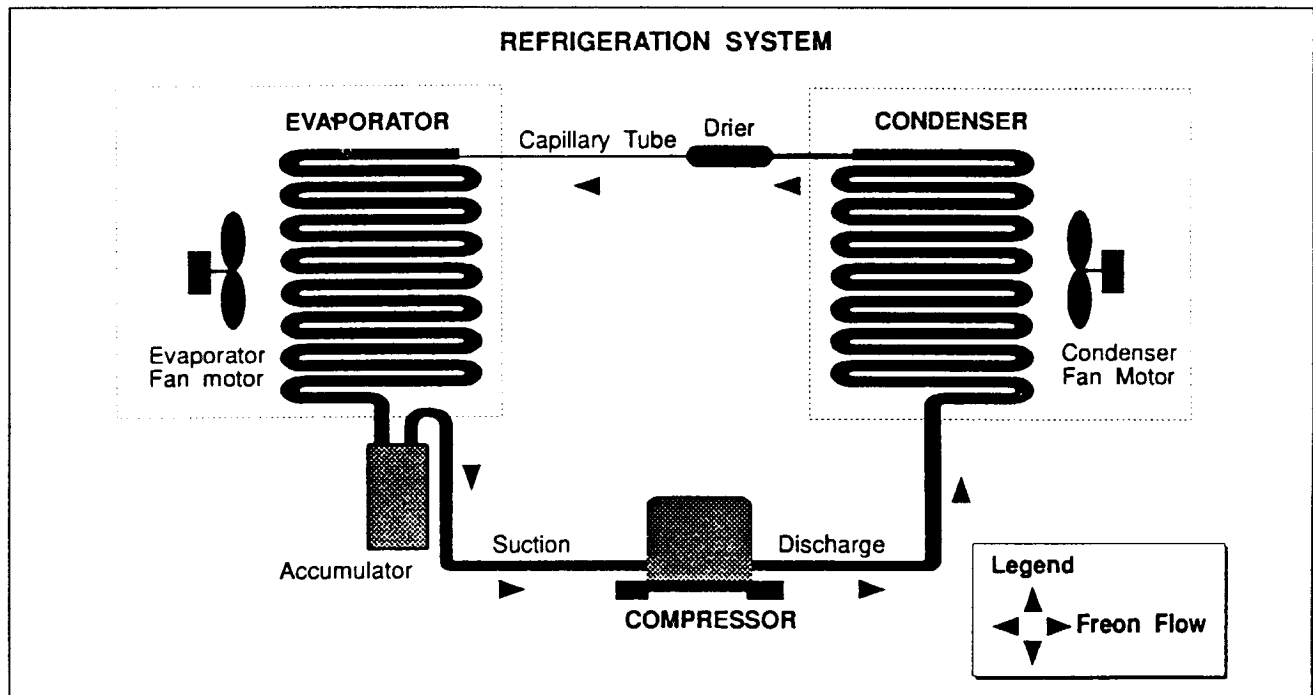 REFRIGERATION SYSTEM
EVAPORATOR
Capillary Tube
Drier
CONDENSER
Evaporator
Fan motor
Condenser
Fan Motor
Accumulator
Suction
Discharge
COMPRESSOR
Legend
Freon Flow